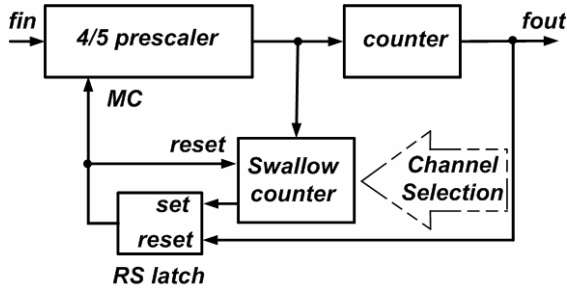 fin
4/5 prescaler
counter
fout
MC
reset
Swallow
counter
Channel
Selection
set
reset
RS latch